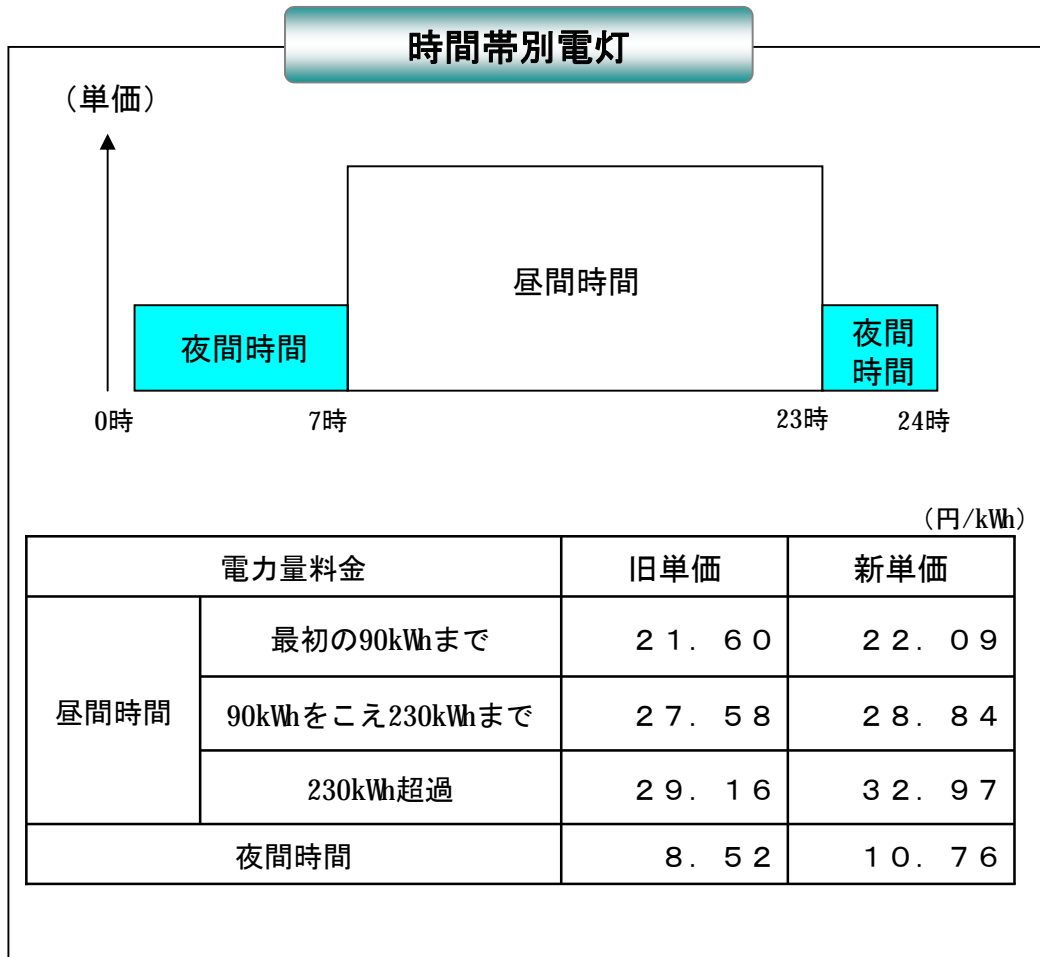 時間帯別電灯
（単価）
昼間時間
夜間時間
夜間
時間
0時 7時 23時 24時
（円/kWh）
電力量料金 旧単価 新単価
昼間時間
最初の90kWhまで ２１．６０ ２２．０９
90kWhをこえ230kWhまで ２７．５８ ２８．８４
230kWh超過 ２９．１６ ３２．９７
夜間時間 ８．５２ １０．７６